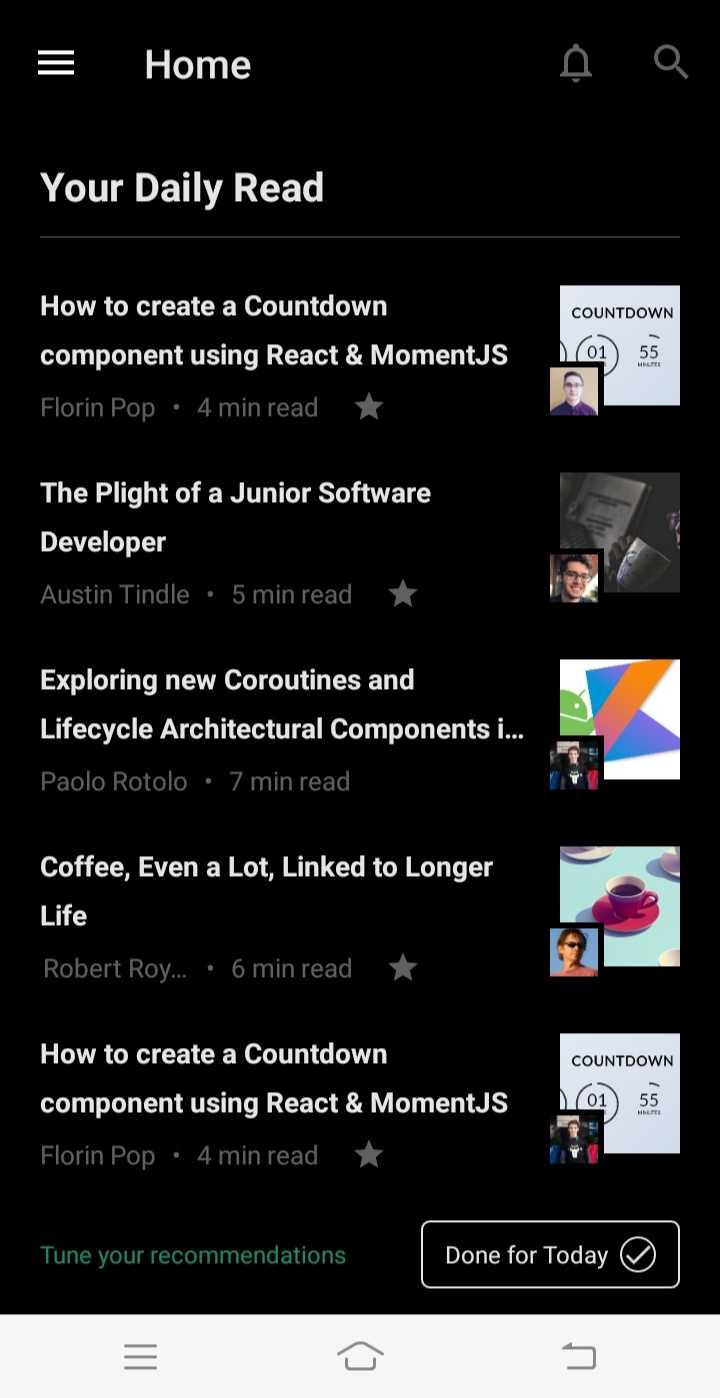 Home
Your Daily Read
How to create a Countdown
component using React & MomentJS
Florin Pop • 4 min read
COUNTDOWN
01 55
MINUTES
The Plight of a Junior Software
Developer
Austin Tindle • 5 min read
Exploring new Coroutines and
Lifecycle Architectural Components i...
Paolo Rotolo • 7 min read
Coffee, Even a Lot, Linked to Longer
Life
Robert Roy... • 6 min read
How to create a Countdown
component using React & MomentJS
Florin Pop • 4 min read
COUNTDOWN
01 55
MINUTES
Tune your recommendations
Done for Today